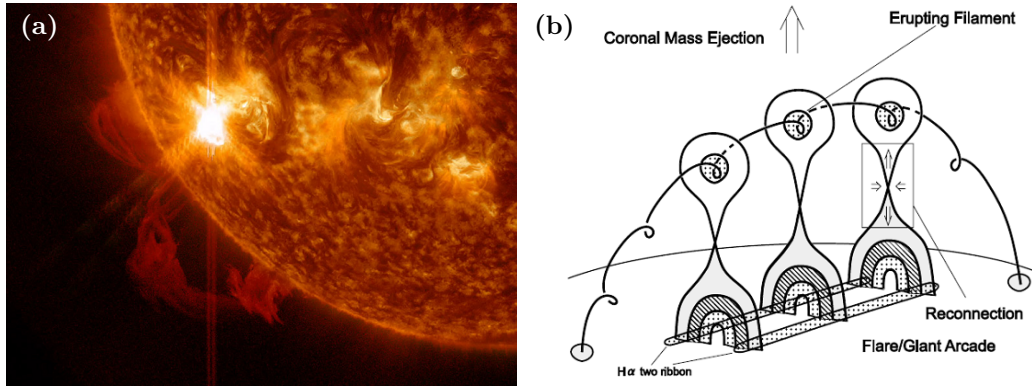 (a)
(b)
Erupting Filament
Coronal Mass Ejection
Reconnection
Flare/Giant Arcade
Hα two ribbon